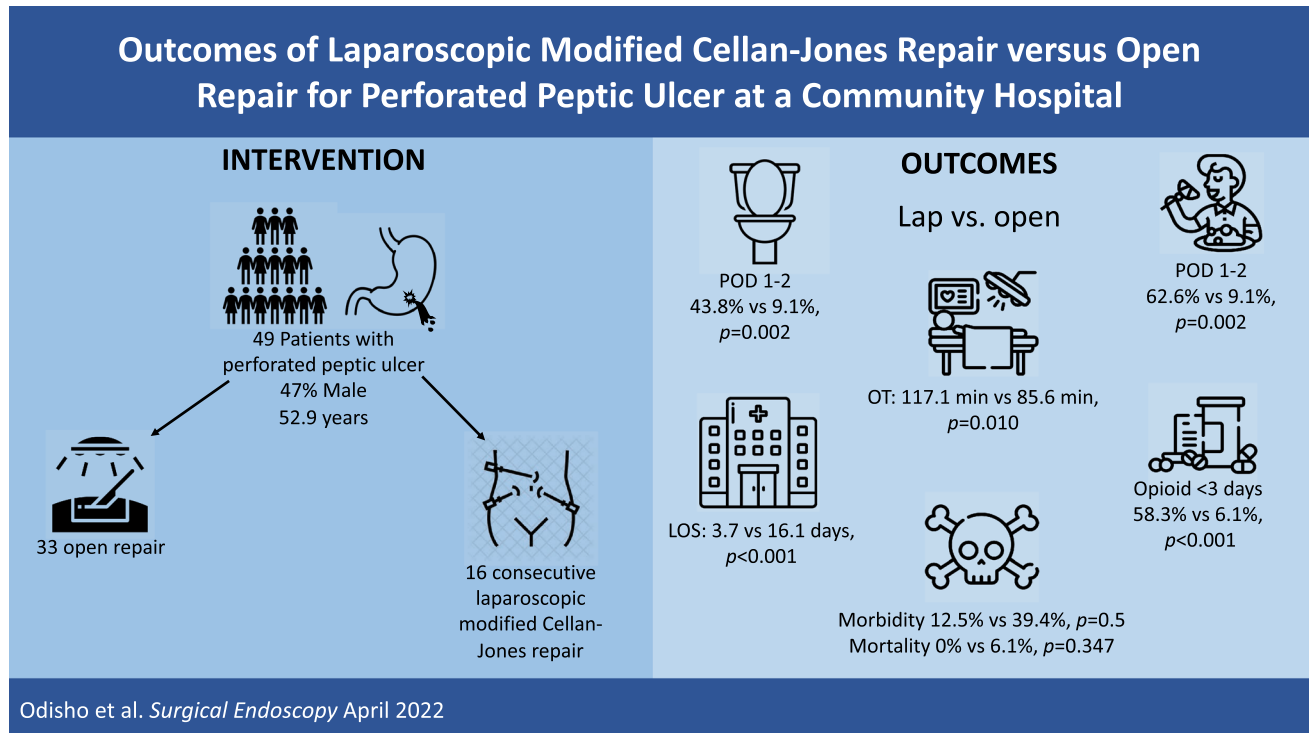 Outcomes of Laparoscopic Modified Cellan-Jones Repair versus Open
Repair for Perforated Peptic Ulcer at a Community Hospital
INTERVENTION
49 Patients with
perforated peptic ulcer
47% Male
52.9 years
33 open repair
16 consecutive
laparoscopic
modified Cellan-
Jones repair
OUTCOMES
Lap vs. open
POD 1-2
43.8% vs 9.1%,
p=0.002
POD 1-2
62.6% vs 9.1%,
p=0.002
OT: 117.1 min vs 85.6 min,
p=0.010
LOS: 3.7 vs 16.1 days,
p<0.001
Opioid <3 days
58.3% vs 6.1%,
p<0.001
Morbidity 12.5% vs 39.4%, p=0.5
Mortality 0% vs 6.1%, p=0.347
Odisho et al. Surgical Endoscopy April 2022